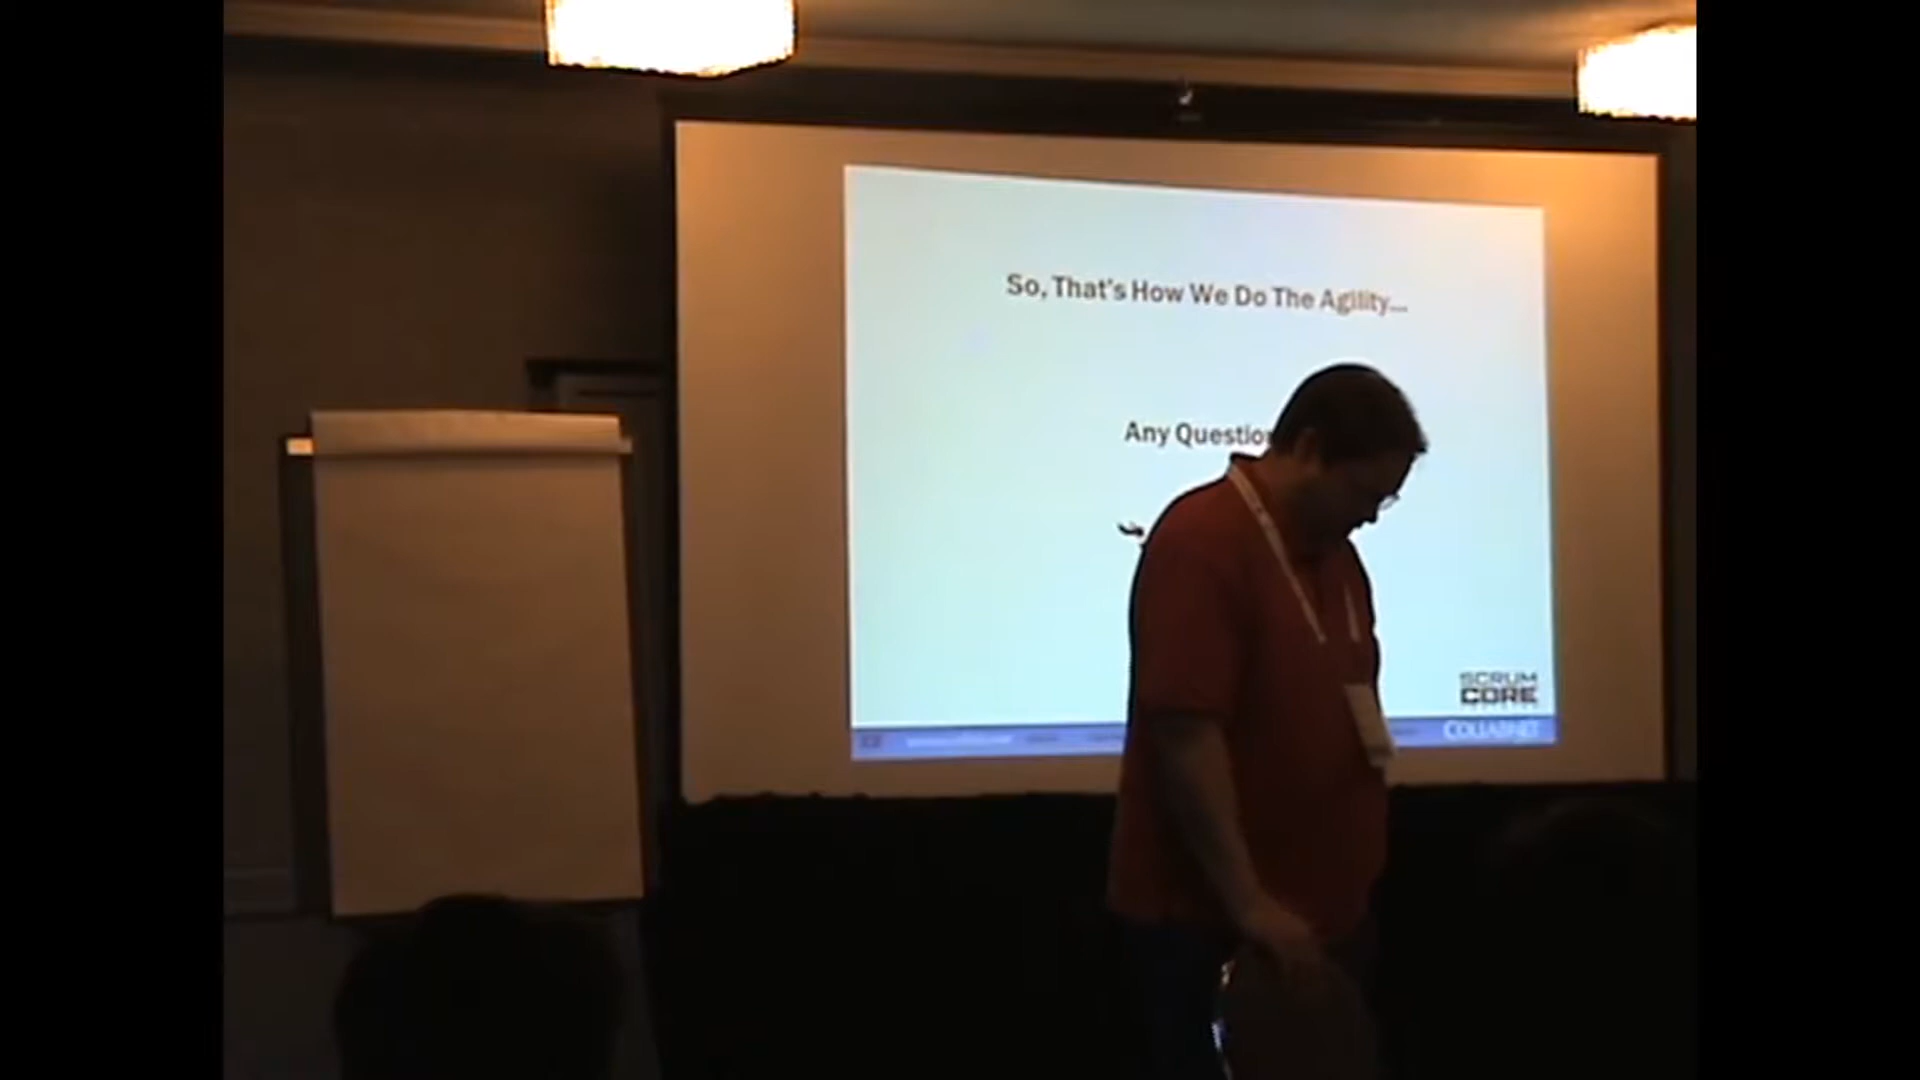 So, That's How We Do The Agility...
Any Question
SCRUM
CORE
COLLABNET